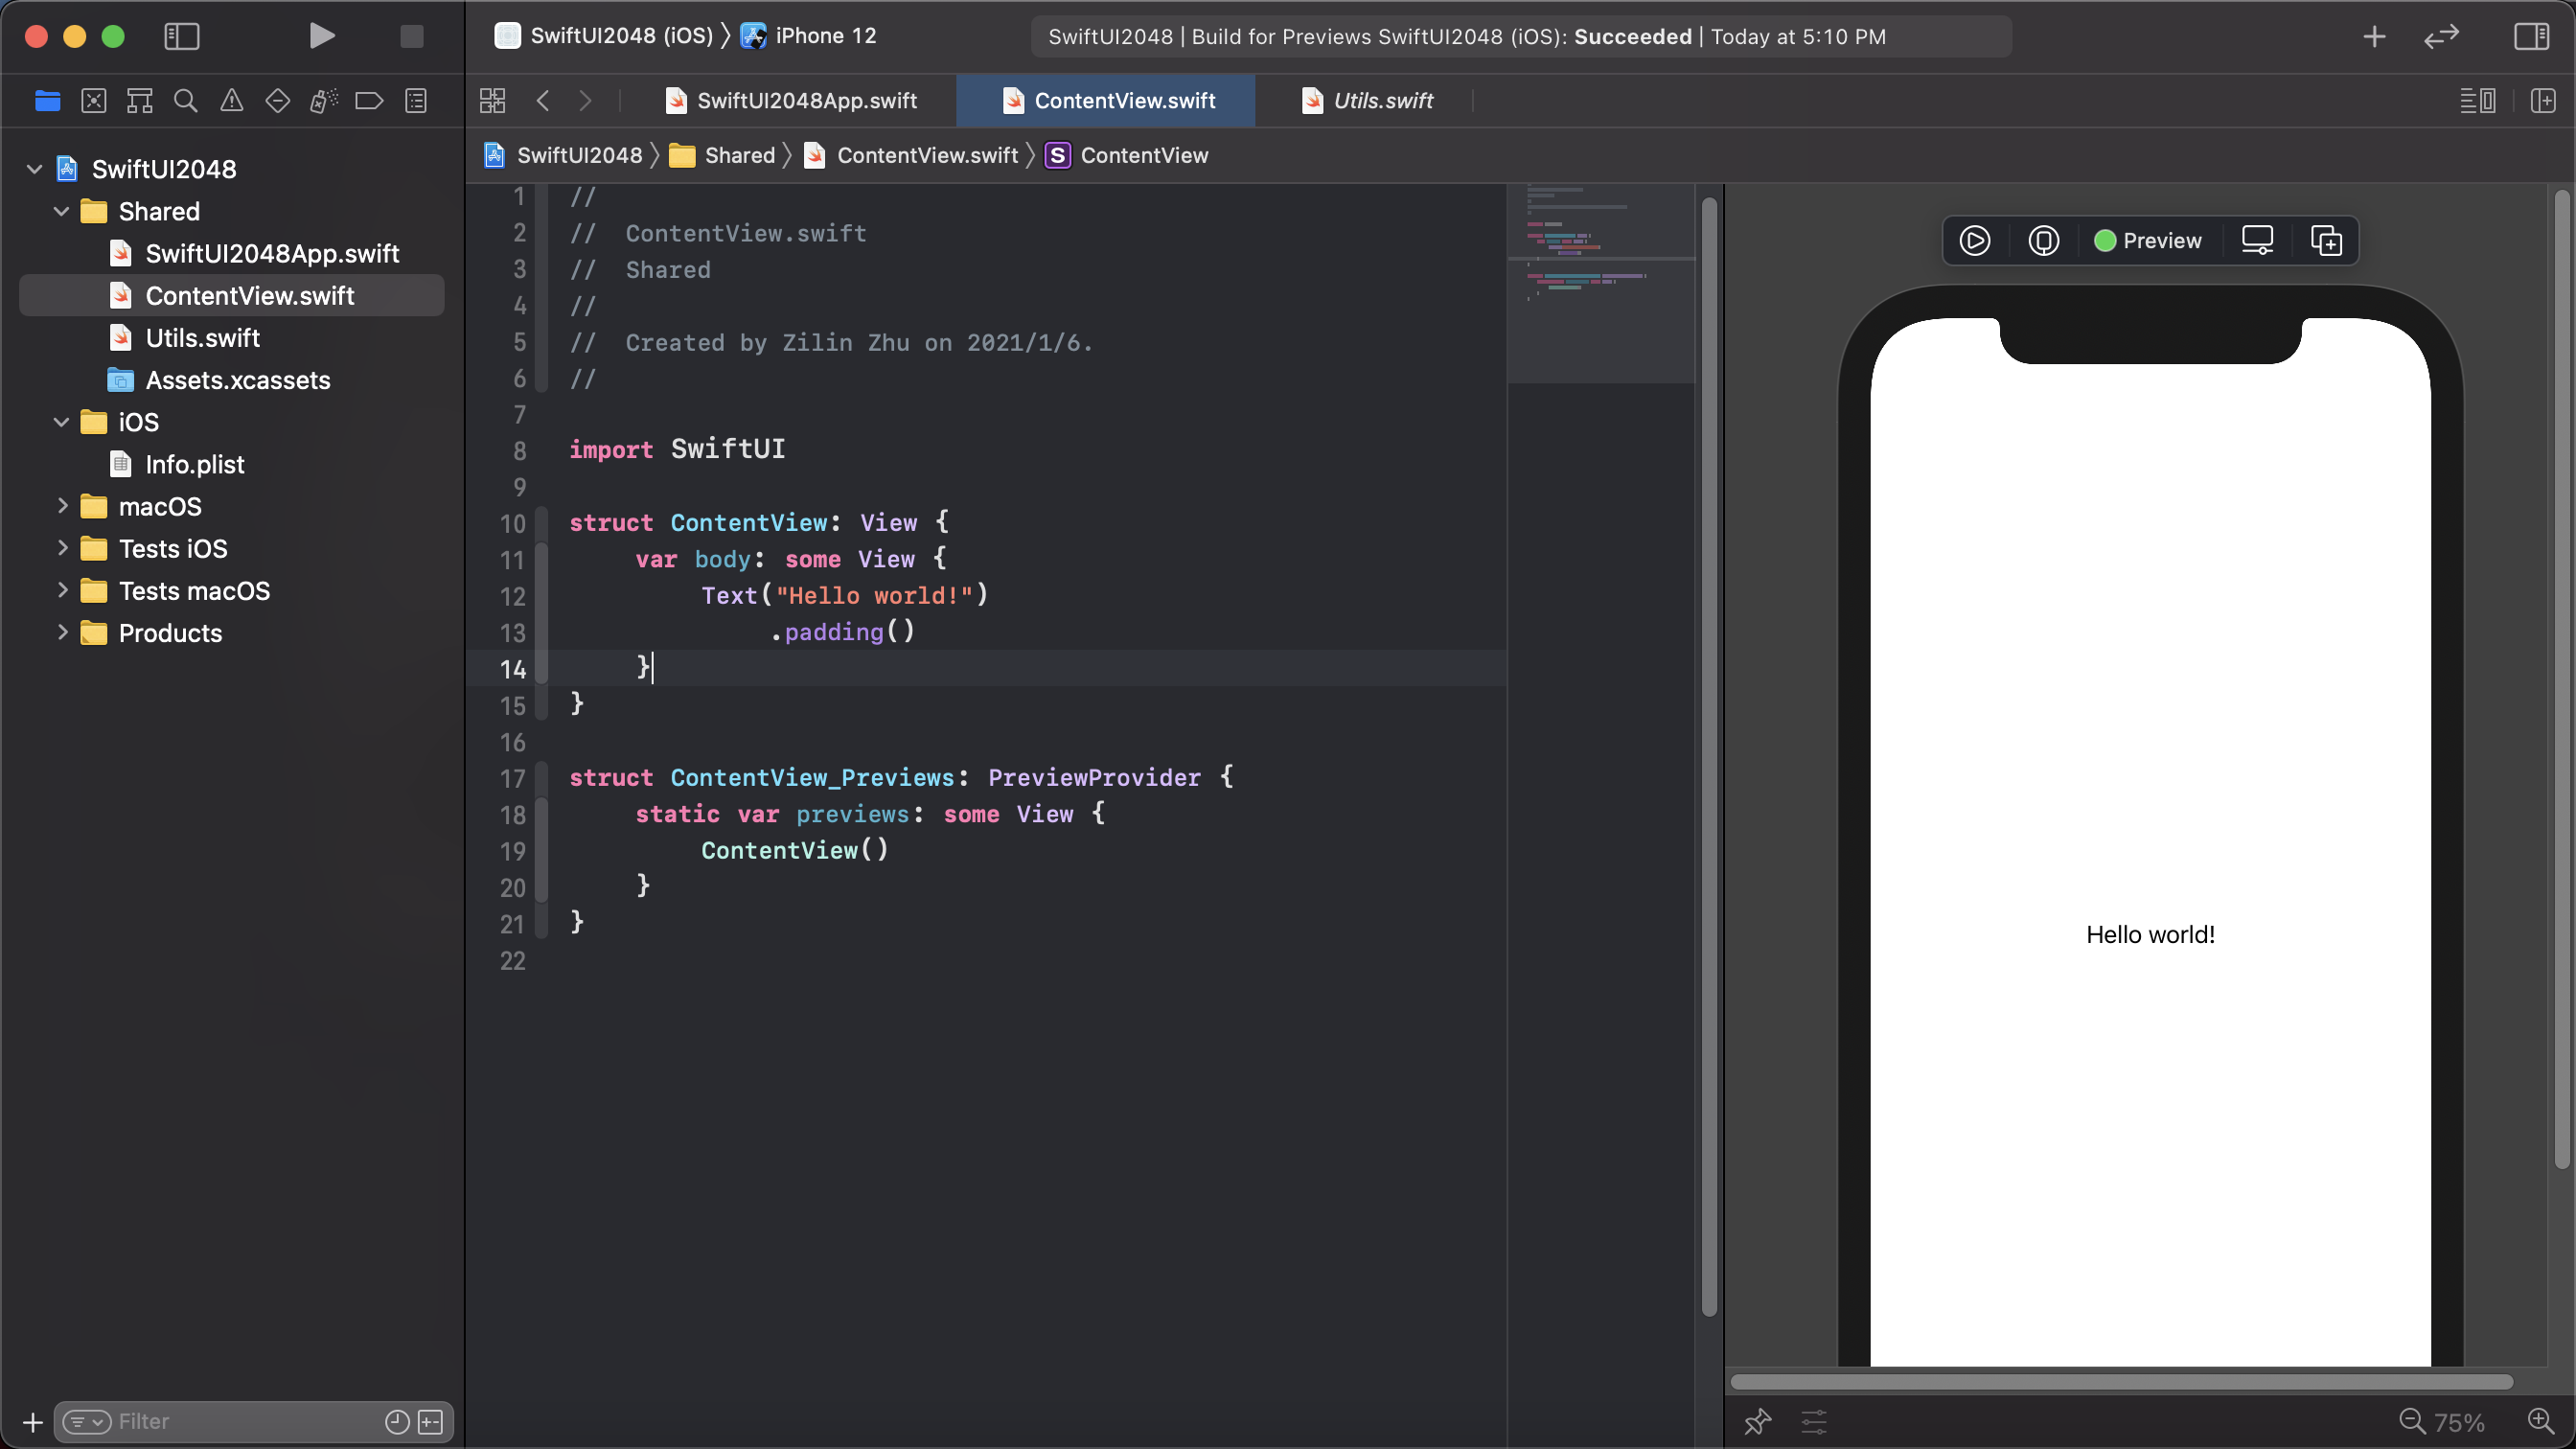 SwiftUI2048 (iOS) 〉 iPhone 12
SwiftUI2048 | Build for Previews SwiftUI2048 (iOS): Succeeded | Today at 5:10 PM
SwiftUI2048App.swift
ContentView.swift
Utils.swift
SwiftUI2048 〉 Shared 〉 ContentView.swift 〉 S ContentView
SwiftUI2048
Shared
SwiftUI2048App.swift
ContentView.swift
Utils.swift
Assets.xcassets
iOS
Info.plist
macOS
Tests iOS
Tests macOS
Products
Filter
1 //
2 //  ContentView.swift
3 //  Shared
4 //
5 //  Created by Zilin Zhu on 2021/1/6.
6 //
7
8 import SwiftUI
9
10 struct ContentView: View {
11     var body: some View {
12         Text("Hello world!")
13             .padding()
14     }
15 }
16
17 struct ContentView_Previews: PreviewProvider {
18     static var previews: some View {
19         ContentView()
20     }
21 }
22
Preview
Hello world!
75%